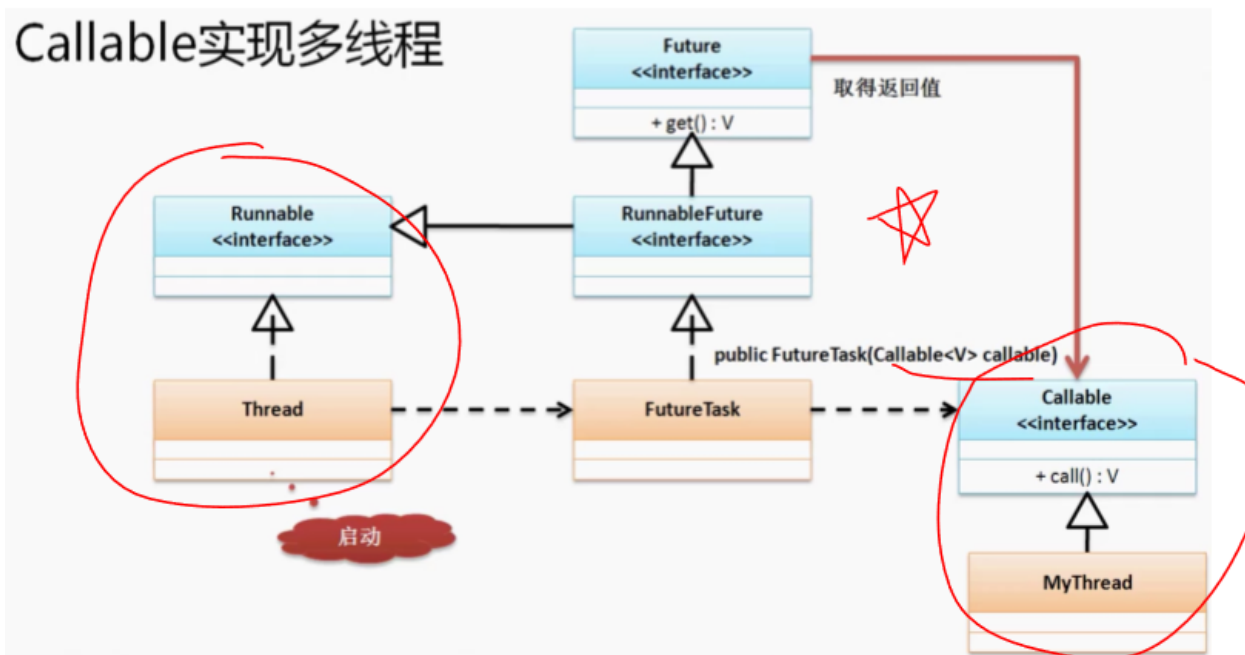 Callable实现多线程
Future
<<interface>>
+ get() : V
取得返回值
Runnable
<<interface>>
RunnableFuture
<<interface>>
public FutureTask(Callable<V> callable)
Thread
FutureTask
Callable
<<interface>>
+ call() : V
启动
MyThread